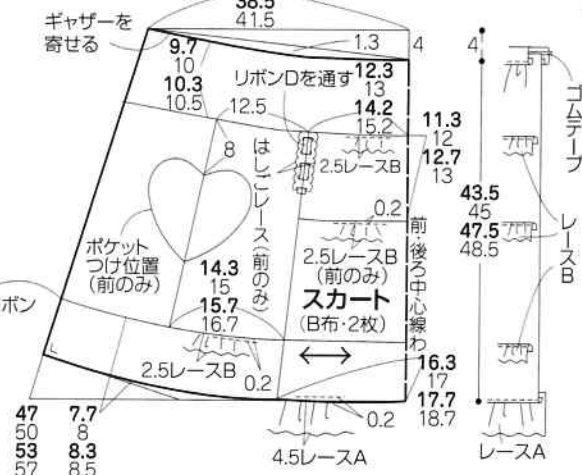 38.5
41.5
ギャザーを
寄せる
9.7
10
10.3
10.5
1.3
4
4
リボンDを通す
12.3
13
12.5
14.2
15.2
11.3
12
12.7
13
8
はしごレース(前のみ)
2.5レースB
0.2
ゴムテープ
43.5
45
47.5
48.5
レースB
ポケット
つけ位置
(前のみ)
2.5レースB
(前のみ)
スカート
(B布・2枚)
前・後ろ中心線わ
14.3
15
15.7
16.7
ボン
2.5レースB
0.2
16.3
17
17.7
18.7
47
50
53
57
7.7
8
8.3
8.5
0.2
4.5レースA
レースA